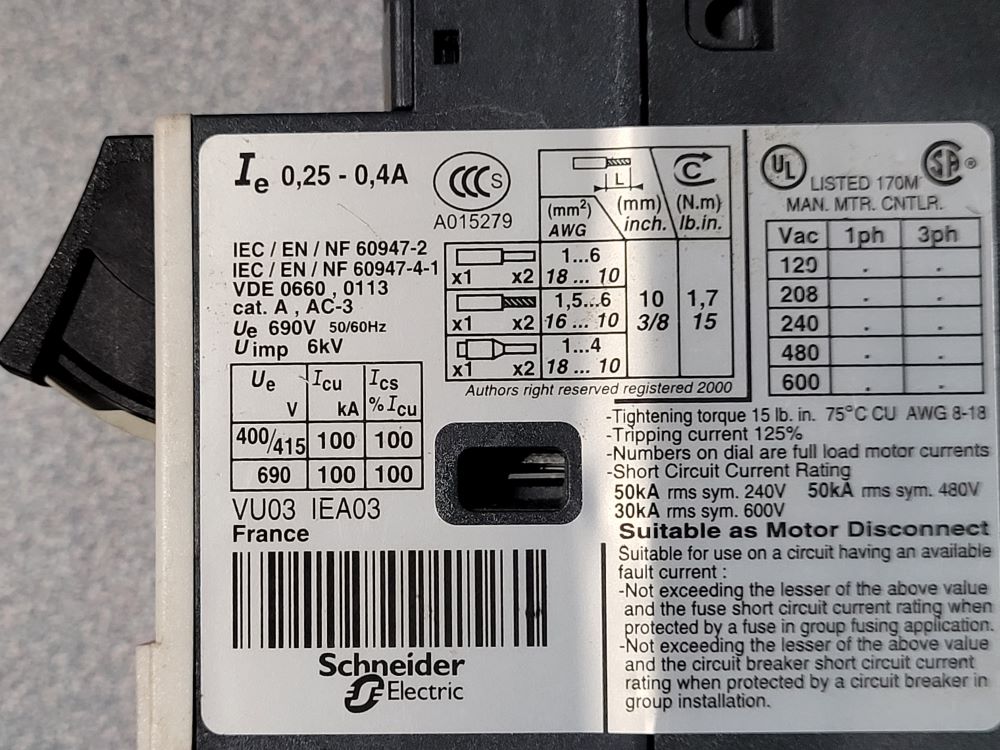 Ie 0,25 - 0,4A
CCC S
A015279
IEC / EN / NF 60947-2
IEC / EN / NF 60947-4-1
VDE 0660 , 0113
cat. A , AC-3
Ue 690V 50/60Hz
Uimp 6kV
L
C
(mm²) (mm) (N.m)
AWG inch. lb.in.
x1 x2 1...6
18 ... 10
x1 x2 1,5...6 10 1,7
16 ... 10 3/8 15
x1 x2 1...4
18 ... 10
Authors right reserved registered 2000
Ue Icu Ics
V kA % Icu
400/415 100 100
690 100 100
VU03 IEA03
France
Schneider
Electric
UL SA ®
LISTED 170M
MAN. MTR. CNTLR.
Vac 1ph 3ph
120 . .
208 . .
240 . .
480 . .
600 . .
-Tightening torque 15 lb. in. 75°C CU AWG 8-18
-Tripping current 125%
-Numbers on dial are full load motor currents
-Short Circuit Current Rating
50kA rms sym. 240V 50kA rms sym. 480V
30kA rms sym. 600V
Suitable as Motor Disconnect
Suitable for use on a circuit having an available
fault current :
-Not exceeding the lesser of the above value
and the fuse short circuit current rating when
protected by a fuse in group fusing application.
-Not exceeding the lesser of the above value
and the circuit breaker short circuit current
rating when protected by a circuit breaker in
group installation.